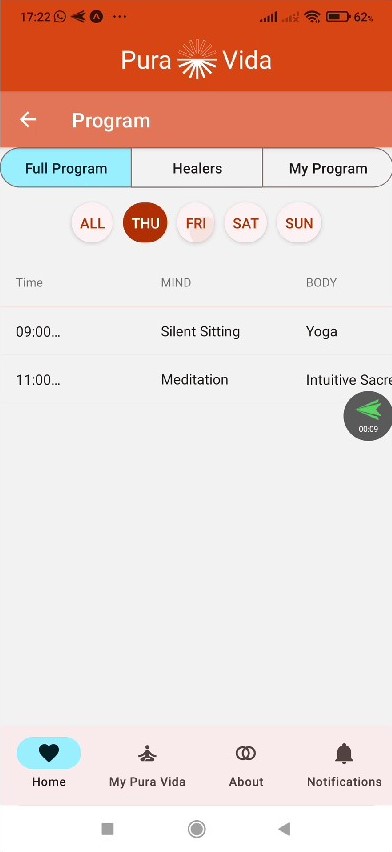 17:22 62%
Pura Vida
Program
Full Program Healers My Program
ALL THU FRI SAT SUN
Time MIND BODY
09:00... Silent Sitting Yoga
11:00... Meditation Intuitive Sacre
00:09
Home My Pura Vida About Notifications